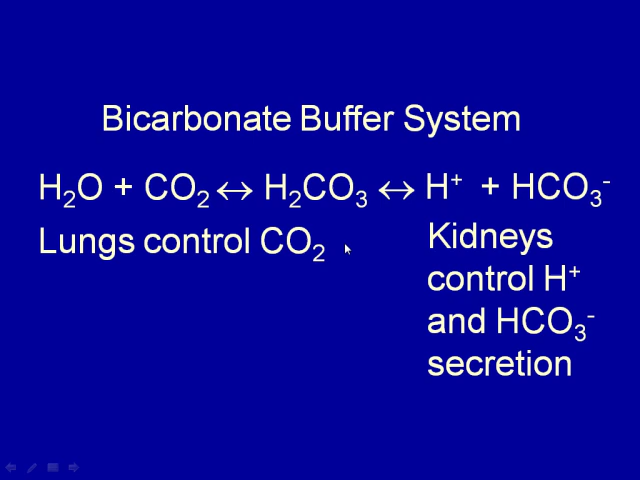 Bicarbonate Buffer System
H₂O + CO₂ ↔ H₂CO₃ ↔ H⁺ + HCO₃⁻
Lungs control CO₂
Kidneys
control H⁺
and HCO₃⁻
secretion